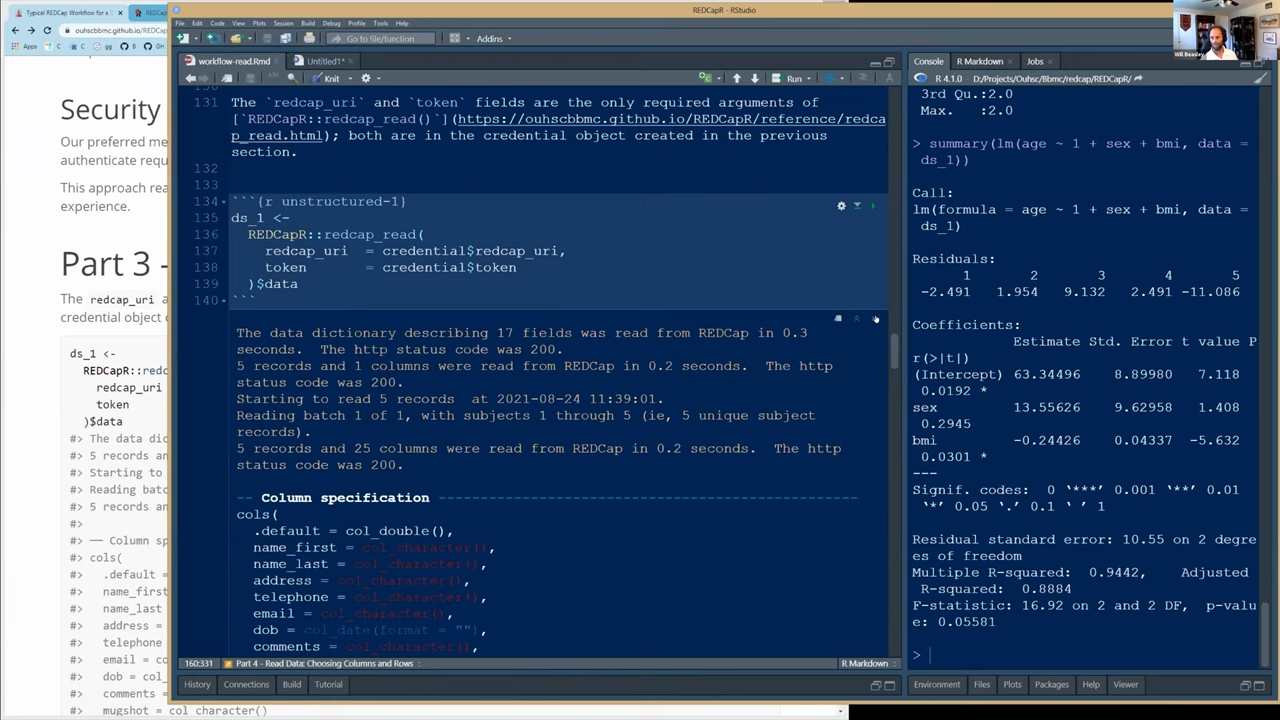 REDCapR - RStudio
Typical REDCap Workflow for a D
REDCa
ouhscbbmc.github.io/REDCap
Apps
gg
GH
File Edit Code View Plots Session Build Debug Profile Tools Help
Go to file/function
Addins
Will Beasley
workflow-read.Rmd
Untitled1*
Knit
Run
131 The `redcap_uri` and `token` fields are the only required arguments of
[`REDCapR::redcap_read()`](https://ouhscbbmc.github.io/REDCapR/reference/redca
p_read.html); both are in the credential object created in the previous
section.
132
133
134 ```{r unstructured-1}
135 ds_1 <-
136 REDCapR::redcap_read(
137 redcap_uri = credential$redcap_uri,
138 token = credential$token
139 )$data
140 ```
The data dictionary describing 17 fields was read from REDCap in 0.3
seconds. The http status code was 200.
5 records and 1 columns were read from REDCap in 0.2 seconds. The http
status code was 200.
Starting to read 5 records at 2021-08-24 11:39:01.
Reading batch 1 of 1, with subjects 1 through 5 (ie, 5 unique subject
records).
5 records and 25 columns were read from REDCap in 0.2 seconds. The http
status code was 200.
-- Column specification --------------------------------------------------
cols(
.default = col_double(),
name_first = col_character(),
name_last = col_character(),
address = col_character(),
telephone = col_character(),
email = col_character(),
dob = col_date(format = ""),
comments = col_character(),
160:331 Part 4 - Read Data: Choosing Columns and Rows
R Markdown
History Connections Build Tutorial
Console R Markdown Jobs
R 4.1.0 D:/Projects/Ouhsc/Bbmc/redcap/REDCapR/
3rd Qu.:2.0
Max. :2.0
> summary(lm(age ~ 1 + sex + bmi, data =
ds_1))
Call:
lm(formula = age ~ 1 + sex + bmi, data =
ds_1)
Residuals:
1 2 3 4 5
-2.491 1.954 9.132 2.491 -11.086
Coefficients:
Estimate Std. Error t value P
r(>|t|)
(Intercept) 63.34496 8.89980 7.118
0.0192 *
sex 13.55626 9.62958 1.408
0.2945
bmi -0.24426 0.04337 -5.632
0.0301 *
---
Signif. codes: 0 ‘***’ 0.001 ‘**’ 0.01
‘*’ 0.05 ‘.’ 0.1 ‘ ’ 1
Residual standard error: 10.55 on 2 degre
es of freedom
Multiple R-squared: 0.9442, Adjusted
R-squared: 0.8884
F-statistic: 16.92 on 2 and 2 DF, p-valu
e: 0.05581
>
Environment Files Plots Packages Help Viewer
Security
Our preferred me
authenticate requ
This approach rea
experience.
Part 3 -
The redcap_uri a
credential object c
ds_1 <-
REDCapR::redc
redcap_uri
token
)$data
#> The data dic
#> 5 records an
#> Starting to
#> Reading batc
#> 5 records an
#>
#> ── Column sp
#> cols(
#> .default =
#> name_first
#> name_last
#> address =
#> telephone
#> email = col
#> dob = col_
#> comments =
#> mugshot = col_character()